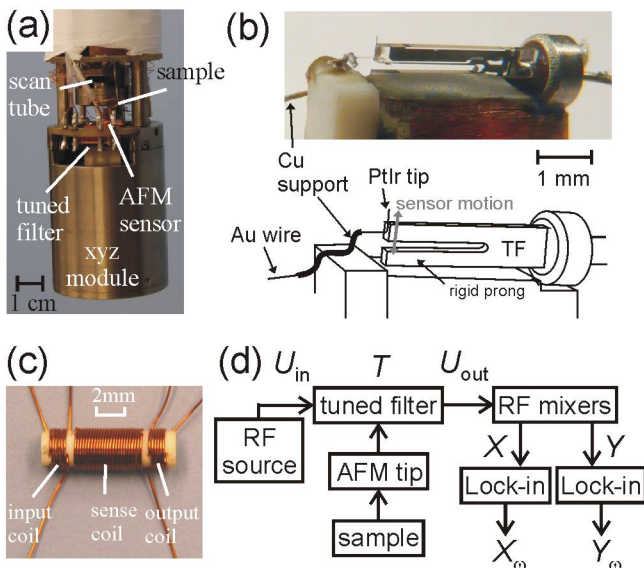 (a)
scan
tube
sample
tuned
filter
AFM
sensor
xyz
module
1 cm
(b)
Cu
support
PtIr tip
1 mm
sensor motion
Au wire
TF
rigid prong
(c)
2mm
input
coil
sense
coil
output
coil
(d)
U_in
T
U_out
tuned filter
RF mixers
RF
source
AFM tip
X
Y
Lock-in
Lock-in
sample
X_ω
Y_ω